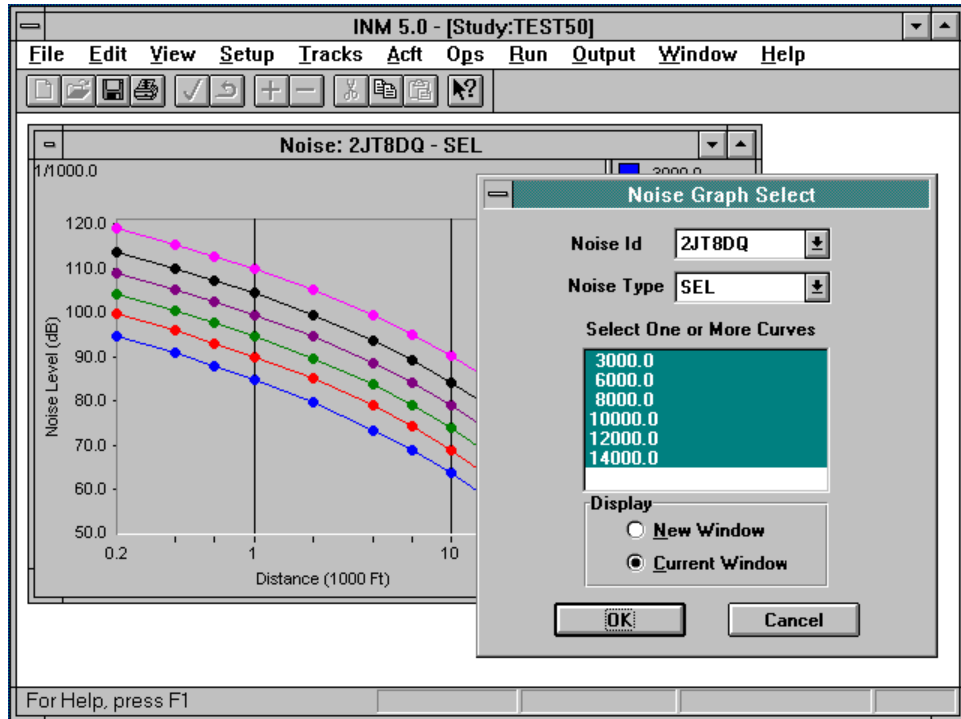 INM 5.0 - [Study:TEST50]
File Edit View Setup Tracks Acft Ops Run Output Window Help
Noise: 2JT8DQ - SEL
1/1000.0
3000.0
120.0
110.0
100.0
90.0
80.0
70.0
60.0
50.0
Noise Level (dB)
0.2 1 10
Distance (1000 Ft)
Noise Graph Select
Noise Id 2JT8DQ
Noise Type SEL
Select One or More Curves
3000.0
6000.0
8000.0
10000.0
12000.0
14000.0
Display
New Window
Current Window
OK Cancel
For Help, press F1